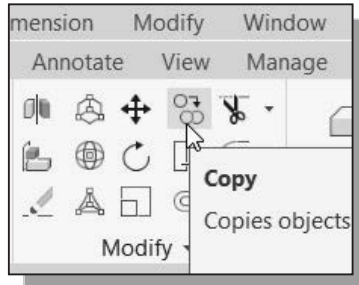 mension Modify Window
Annotate View Manage
Copy
Copies objects
Modify